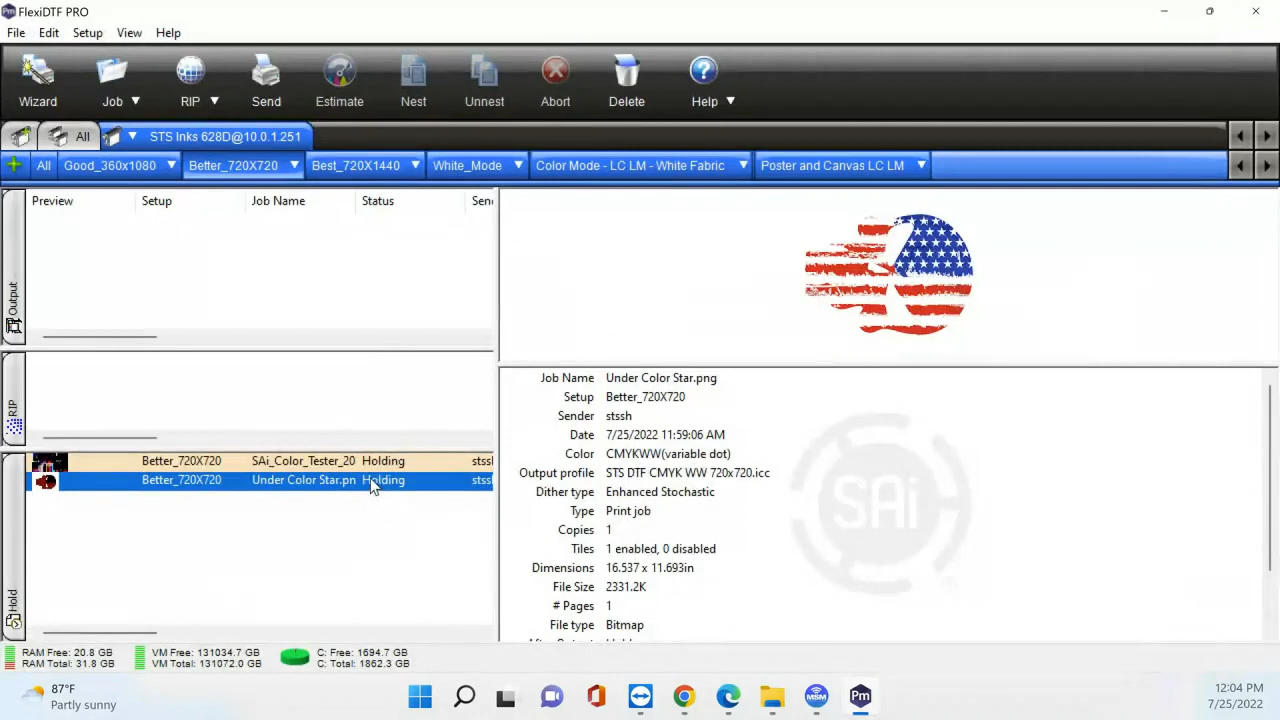 FlexiDTF PRO
File Edit Setup View Help
Wizard Job RIP Send Estimate Nest Unnest Abort Delete Help
All STS Inks 628D@10.0.1.251
All Good_360x1080 Better_720X720 Best_720X1440 White_Mode Color Mode - LC LM - White Fabric Poster and Canvas LC LM
Preview Setup Job Name Status Send
Output
RIP
Hold
Better_720X720 SAi_Color_Tester_20 Holding stssh
Better_720X720 Under Color Star.pn Holding stssh
Job Name Under Color Star.png
Setup Better_720X720
Sender stssh
Date 7/25/2022 11:59:06 AM
Color CMYKWW(variable dot)
Output profile STS DTF CMYK WW 720x720.icc
Dither type Enhanced Stochastic
Type Print job
Copies 1
Tiles 1 enabled, 0 disabled
Dimensions 16.537 x 11.693in
File Size 2331.2K
# Pages 1
File type Bitmap
SAi
RAM Free: 20.8 GB VM Free: 131034.7 GB C: Free: 1694.7 GB
RAM Total: 31.8 GB VM Total: 131072.0 GB C: Total: 1862.3 GB
87°F
Partly sunny
MSM
Pm
12:04 PM
7/25/2022